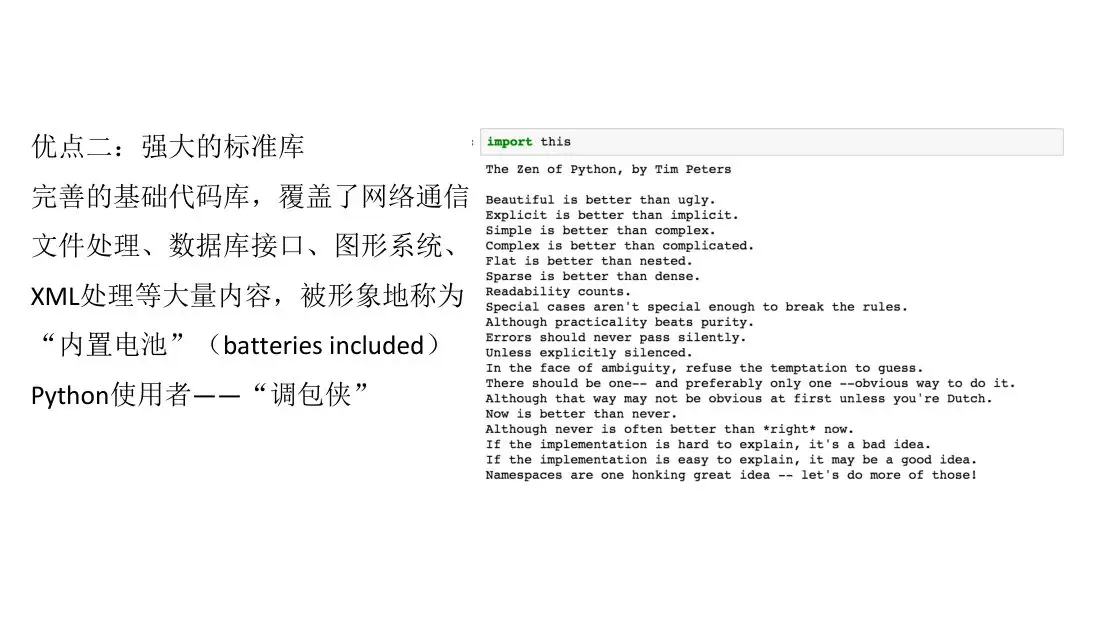 优点二：强大的标准库
完善的基础代码库，覆盖了网络通信
文件处理、数据库接口、图形系统、
XML处理等大量内容，被形象地称为
“内置电池”（batteries included）
Python使用者——“调包侠”
import this
The Zen of Python, by Tim Peters
Beautiful is better than ugly.
Explicit is better than implicit.
Simple is better than complex.
Complex is better than complicated.
Flat is better than nested.
Sparse is better than dense.
Readability counts.
Special cases aren't special enough to break the rules.
Although practicality beats purity.
Errors should never pass silently.
Unless explicitly silenced.
In the face of ambiguity, refuse the temptation to guess.
There should be one-- and preferably only one --obvious way to do it.
Although that way may not be obvious at first unless you're Dutch.
Now is better than never.
Although never is often better than *right* now.
If the implementation is hard to explain, it's a bad idea.
If the implementation is easy to explain, it may be a good idea.
Namespaces are one honking great idea -- let's do more of those!